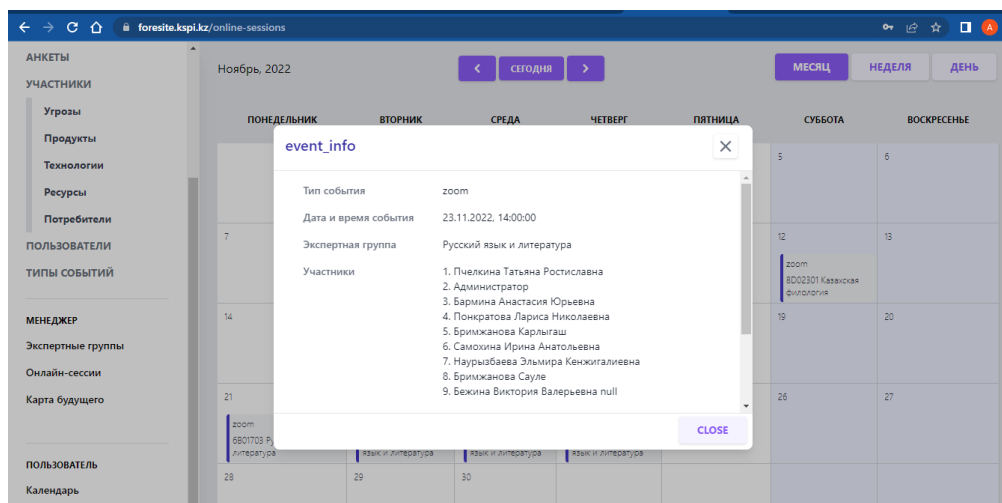 foresite.kspi.kz/online-sessions
A
АНКЕТЫ
УЧАСТНИКИ
Угрозы
Продукты
Технологии
Ресурсы
Потребители
ПОЛЬЗОВАТЕЛИ
ТИПЫ СОБЫТИЙ
МЕНЕДЖЕР
Экспертные группы
Онлайн-сессии
Карта будущего
ПОЛЬЗОВАТЕЛЬ
Календарь
Ноябрь, 2022
СЕГОДНЯ
МЕСЯЦ НЕДЕЛЯ ДЕНЬ
ПОНЕДЕЛЬНИК ВТОРНИК СРЕДА ЧЕТВЕРГ ПЯТНИЦА СУББОТА ВОСКРЕСЕНЬЕ
event_info
Тип события zoom
Дата и время события 23.11.2022, 14:00:00
Экспертная группа Русский язык и литература
Участники 1. Пчелкина Татьяна Ростиславна
2. Администратор
3. Бармина Анастасия Юрьевна
4. Понкратова Лариса Николаевна
5. Бримжанова Карлыгаш
6. Самохина Ирина Анатольевна
7. Наурызбаева Эльмира Кенжигалиевна
8. Бримжанова Сауле
9. Бежина Виктория Валерьевна null
CLOSE
5 6
7 12 13
zoom
8D02301 Казахская
филология
14 19 20
21 26 27
zoom
6B01703
литература язык и литература язык и литература язык и литература
28 29 30